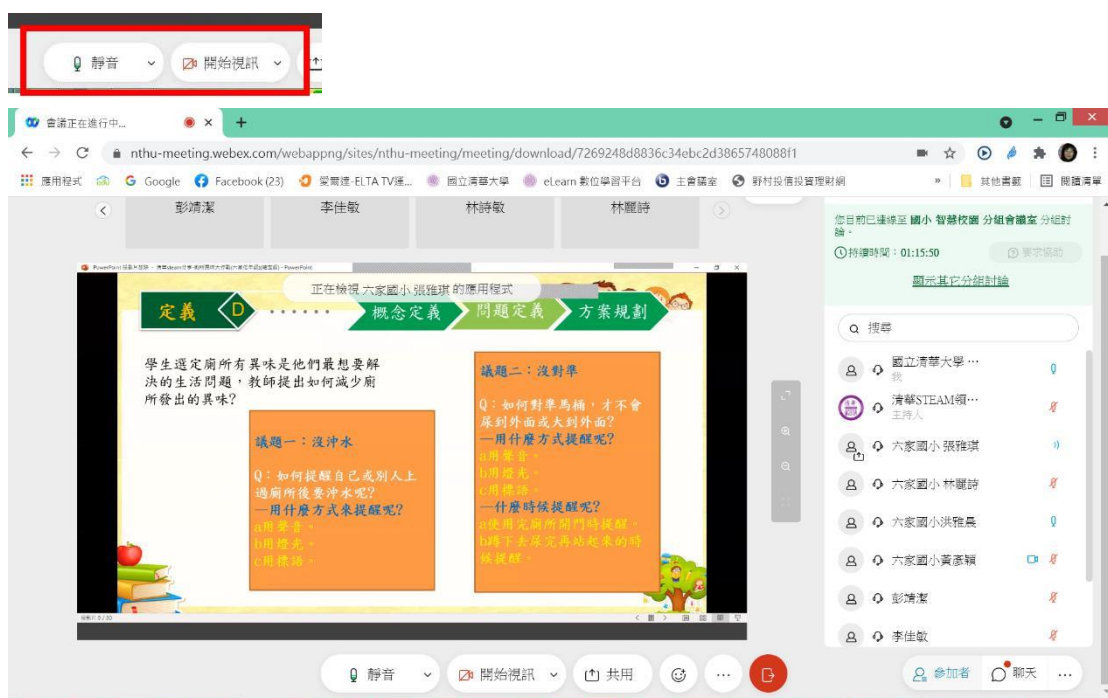 靜音
開始視訊
會議正在進行中...
nthu-meeting.webex.com/webappng/sites/nthu-meeting/meeting/download/7269248d8836c34ebc2d3865748088f1
應用程式
Google
Facebook (23)
愛爾達-ELTA TV運...
國立清華大學
eLearn 數位學習平台
主會議室
野村投信投資理財網
»
其他書籤
閱讀清單
彭靖潔
李佳敏
林詩敏
林麗詩
正在檢視 六家國小 張雅琪 的應用程式
定義
D
......
概念定義
問題定義
方案規劃
學生選定廁所有異味是他們最想要解
決的生活問題,教師提出如何減少廁
所發出的異味?
議題一:沒沖水
Q:如何提醒自己或別人上
過廁所後要沖水呢?
—用什麼方式來提醒呢?
a用聲音。
b用燈光。
c用標語。
議題二:沒對準
Q:如何對準馬桶,才不會
尿到外面或大到外面?
—用什麼方式提醒呢?
a用聲音。
b用燈光。
c用標語。
—什麼時候提醒呢?
a使用完廁所開門時提醒。
b蹲下去尿完再站起來的時
候提醒。
您目前已連線至 國小 智慧校園 分組會議室 分組討
論。
持續時間:01:15:50
要求協助
顯示其它分組討論
搜尋
國立清華大學 ...
我
清華STEAM領...
主持人
六家國小 張雅琪
六家國小 林麗詩
六家國小洪雅晨
六家國小黃彥穎
彭靖潔
李佳敏
靜音
開始視訊
共用
參加者
聊天